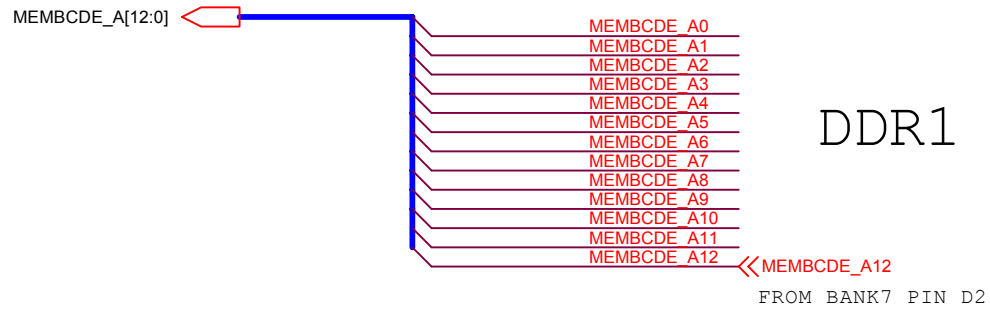 MEMBCDE_A[12:0]
MEMBCDE_A0
MEMBCDE_A1
MEMBCDE_A2
MEMBCDE_A3
MEMBCDE_A4
MEMBCDE_A5
MEMBCDE_A6
MEMBCDE_A7
MEMBCDE_A8
MEMBCDE_A9
MEMBCDE_A10
MEMBCDE_A11
MEMBCDE_A12
DDR1
MEMBCDE_A12
FROM BANK7 PIN D2